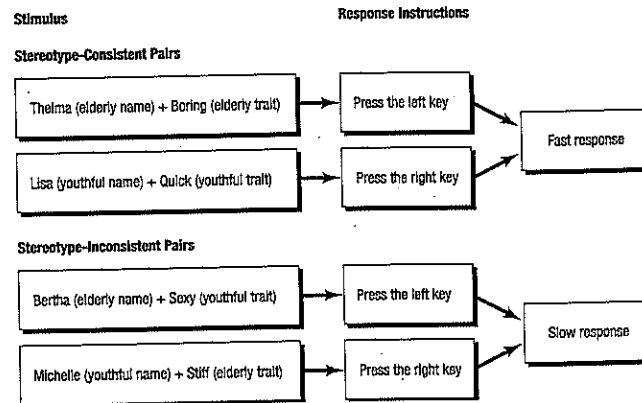 Stimulus
Response Instructions
Stereotype-Consistent Pairs
Thelma (elderly name) + Boring (elderly trait)
Press the left key
Fast response
Lisa (youthful name) + Quick (youthful trait)
Press the right key
Stereotype-Inconsistent Pairs
Bertha (elderly name) + Sexy (youthful trait)
Press the left key
Slow response
Michelle (youthful name) + Stiff (elderly trait)
Press the right key